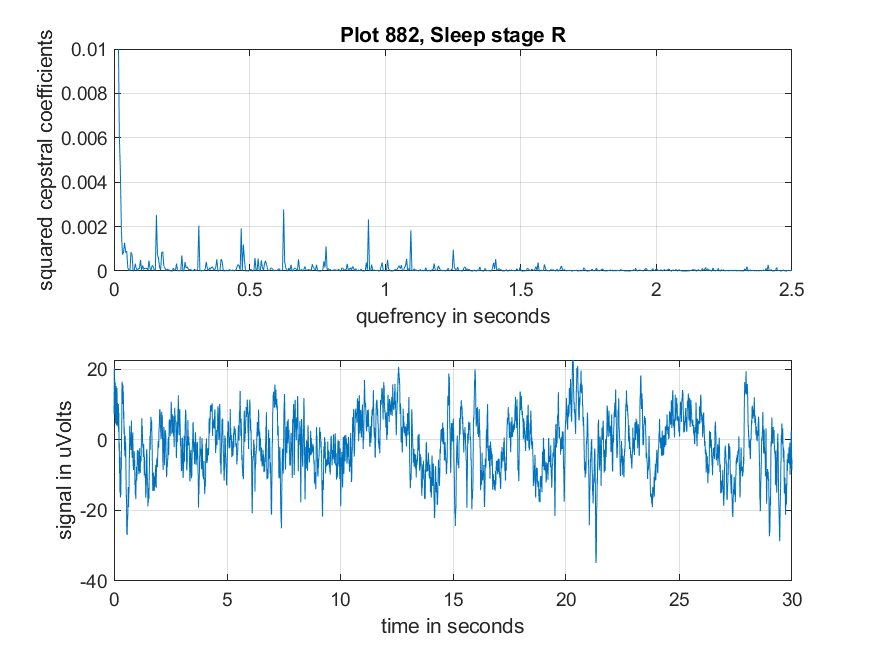 Plot 882, Sleep stage R
squared cepstral coefficients
0.01
0.008
0.006
0.004
0.002
0
0 0.5 1 1.5 2 2.5
quefrency in seconds
signal in uVolts
20
0
-20
-40
0 5 10 15 20 25 30
time in seconds